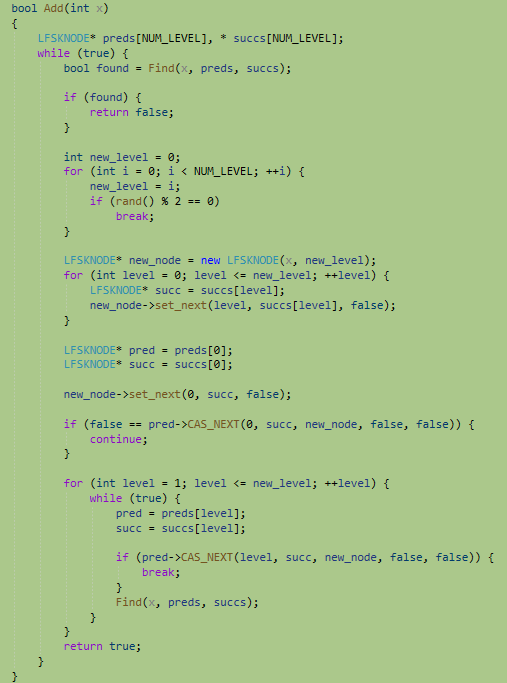 bool Add(int x)
{
    LFSKNODE* preds[NUM_LEVEL], * succs[NUM_LEVEL];
    while (true) {
        bool found = Find(x, preds, succs);

        if (found) {
            return false;
        }

        int new_level = 0;
        for (int i = 0; i < NUM_LEVEL; ++i) {
            new_level = i;
            if (rand() % 2 == 0)
                break;
        }

        LFSKNODE* new_node = new LFSKNODE(x, new_level);
        for (int level = 0; level <= new_level; ++level) {
            LFSKNODE* succ = succs[level];
            new_node->set_next(level, succs[level], false);
        }

        LFSKNODE* pred = preds[0];
        LFSKNODE* succ = succs[0];

        new_node->set_next(0, succ, false);

        if (false == pred->CAS_NEXT(0, succ, new_node, false, false)) {
            continue;
        }

        for (int level = 1; level <= new_level; ++level) {
            while (true) {
                pred = preds[level];
                succ = succs[level];

                if (pred->CAS_NEXT(level, succ, new_node, false, false)) {
                    break;
                }
                Find(x, preds, succs);
            }
        }
        return true;
    }
}